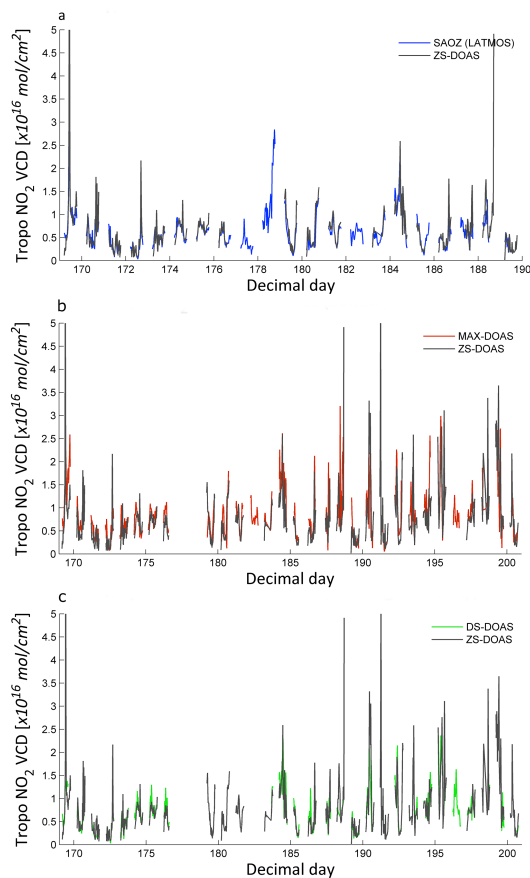 a
Tropo NO2 VCD [x10^16 mol/cm^2]
5
4.5
4
3.5
3
2.5
2
1.5
1
0.5
0
SAOZ (LATMOS)
ZS-DOAS
170 172 174 176 178 180 182 184 186 188 190
Decimal day
b
Tropo NO2 VCD [x10^16 mol/cm^2]
5
4.5
4
3.5
3
2.5
2
1.5
1
0.5
0
MAX-DOAS
ZS-DOAS
170 175 180 185 190 195 200
Decimal day
c
Tropo NO2 VCD [x10^16 mol/cm^2]
5
4.5
4
3.5
3
2.5
2
1.5
1
0.5
0
DS-DOAS
ZS-DOAS
170 175 180 185 190 195 200
Decimal day